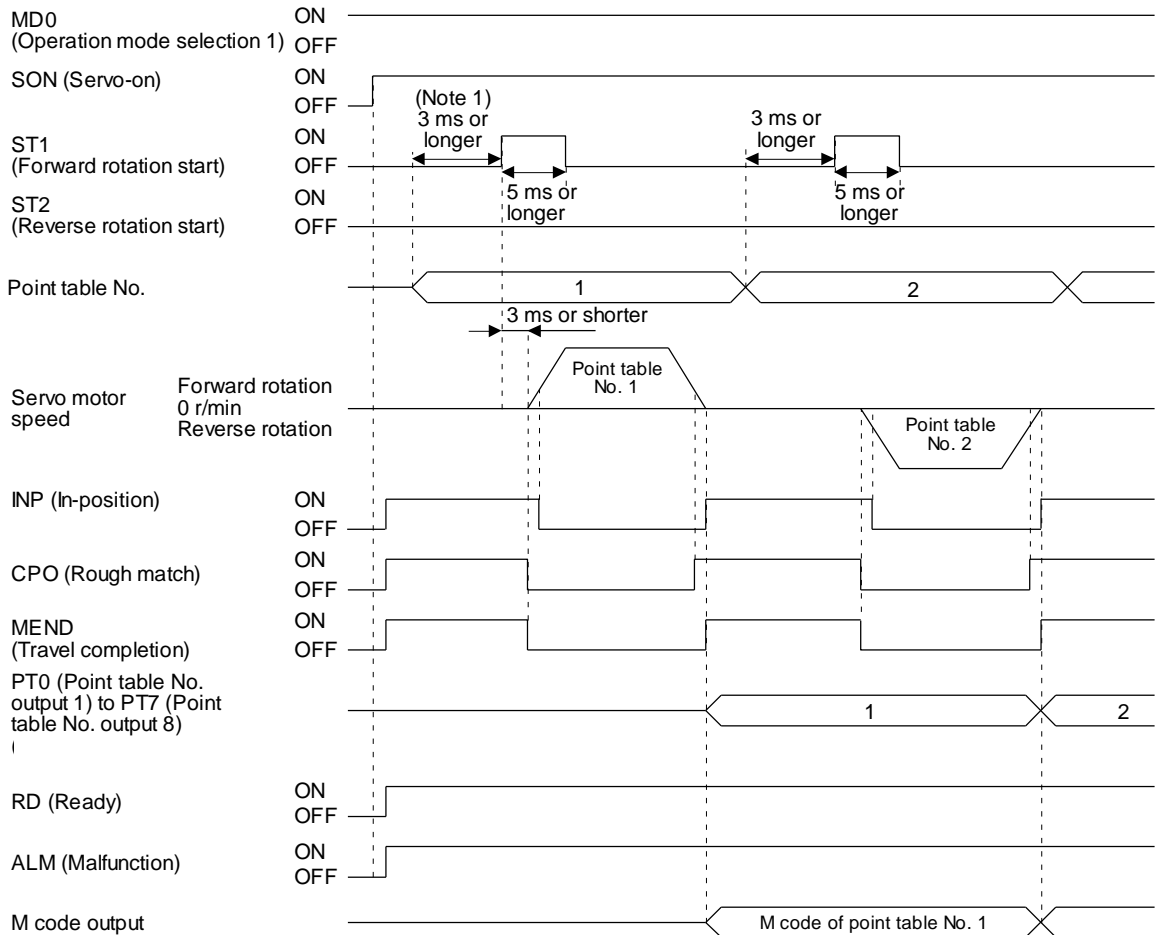 MD0
(Operation mode selection 1)
ON
OFF
SON (Servo-on)
ON
OFF
ST1
(Forward rotation start)
ON
OFF
(Note 1)
3 ms or
longer
5 ms or
longer
3 ms or
longer
5 ms or
longer
ST2
(Reverse rotation start)
ON
OFF
Point table No.
1
2
3 ms or shorter
Servo motor
speed
Forward rotation
0 r/min
Reverse rotation
Point table
No. 1
Point table
No. 2
INP (In-position)
ON
OFF
CPO (Rough match)
ON
OFF
MEND
(Travel completion)
ON
OFF
PT0 (Point table No.
output 1) to PT7 (Point
table No. output 8)
(
1
2
RD (Ready)
ON
OFF
ALM (Malfunction)
ON
OFF
M code output
M code of point table No. 1